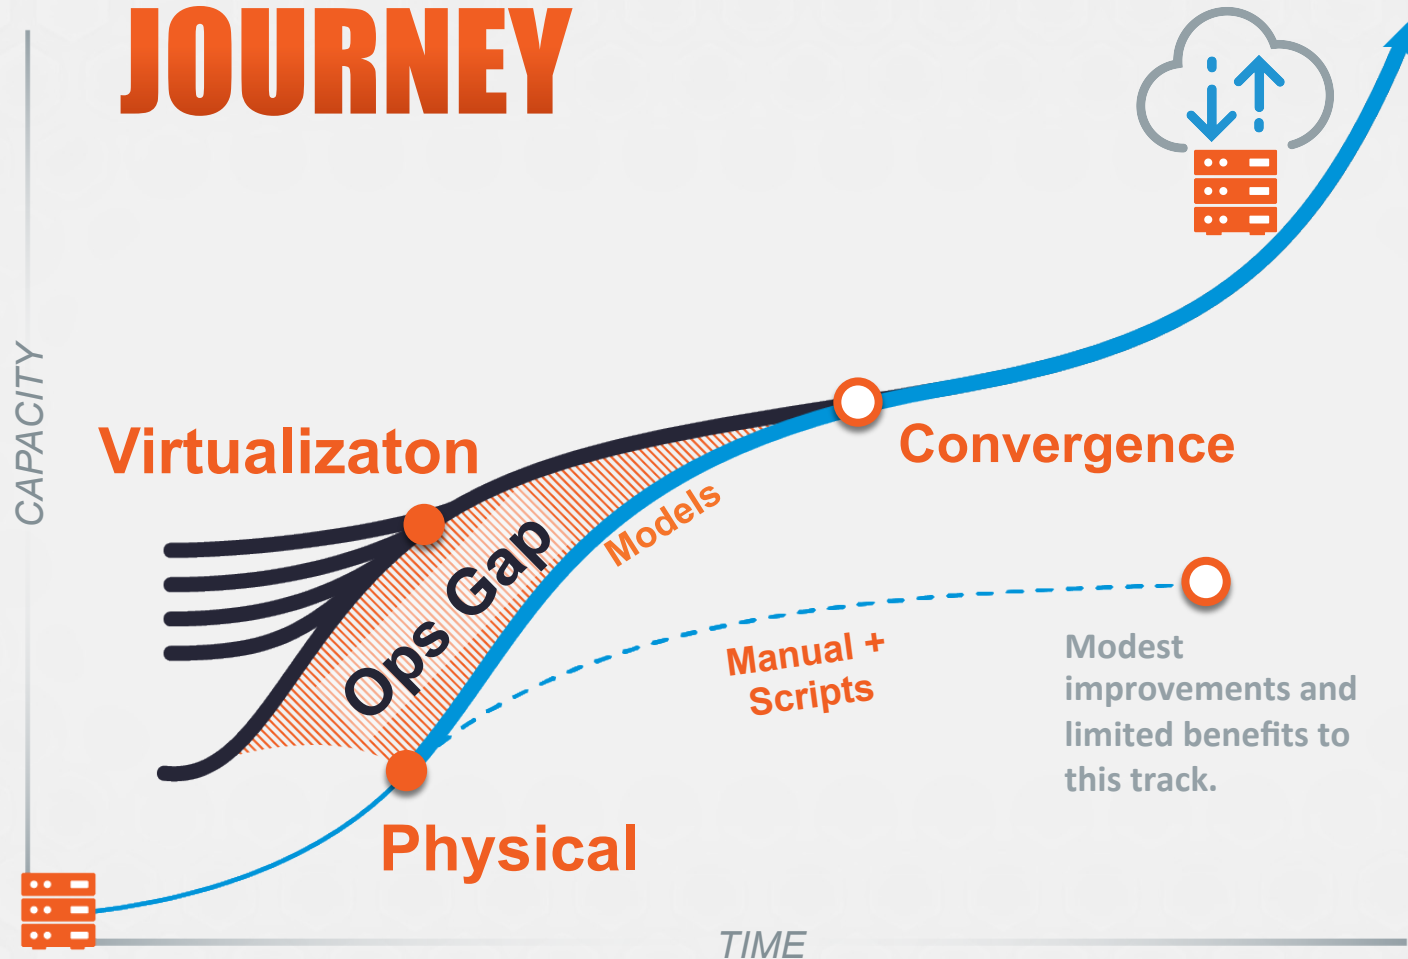 JOURNEY
CAPACITY
Virtualizaton
Convergence
Models
Ops Gap
Manual +
Scripts
Modest
improvements and
limited benefits to
this track.
Physical
TIME